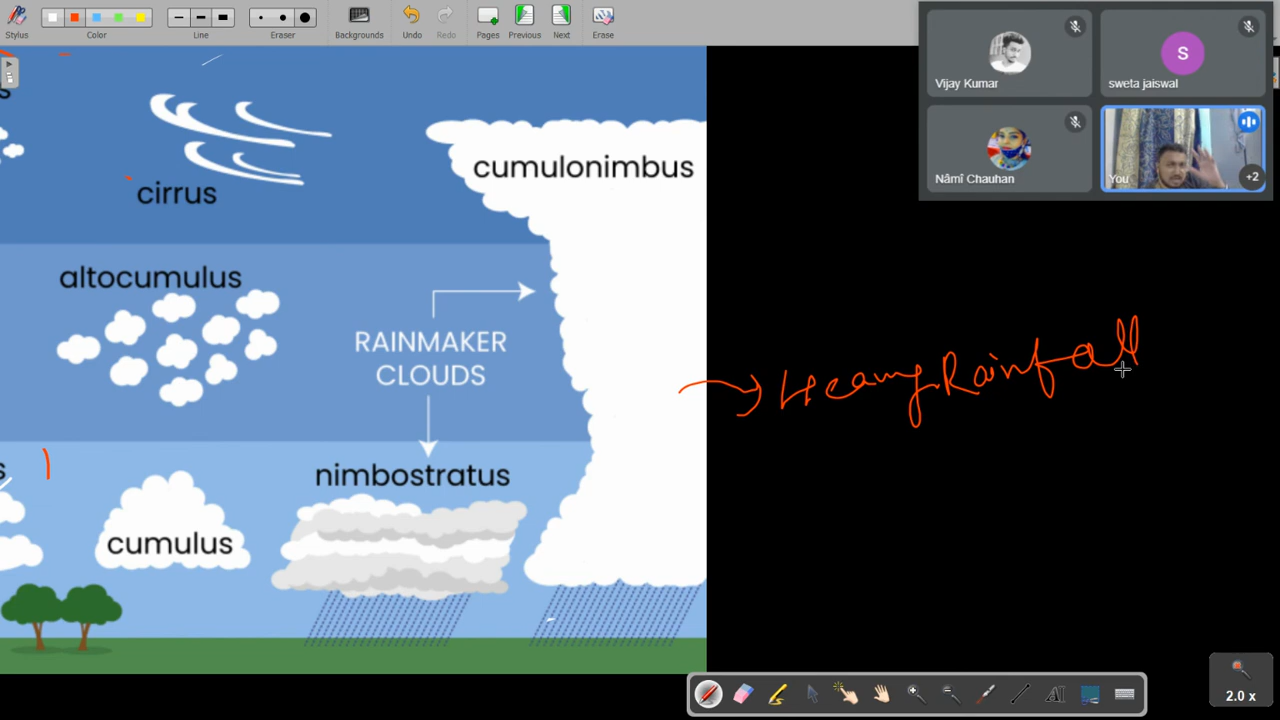 Stylus
Color
Line
Eraser
Backgrounds
Undo
Redo
Pages
Previous
Next
Erase
Vijay Kumar
S
sweta jaiswal
Nâmî Chauhan
You
+2
cirrus
cumulonimbus
altocumulus
RAINMAKER
CLOUDS
Heavy Rainfall
s
nimbostratus
cumulus
2.0 x